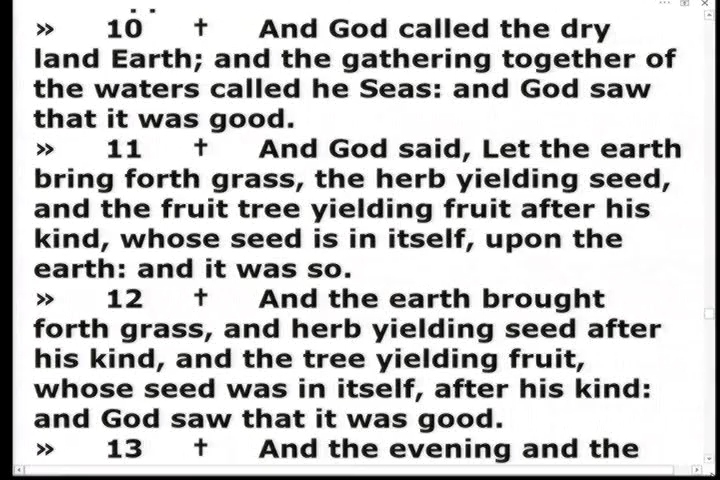 » 10 † And God called the dry
land Earth; and the gathering together of
the waters called he Seas: and God saw
that it was good.
» 11 † And God said, Let the earth
bring forth grass, the herb yielding seed,
and the fruit tree yielding fruit after his
kind, whose seed is in itself, upon the
earth: and it was so.
» 12 † And the earth brought
forth grass, and herb yielding seed after
his kind, and the tree yielding fruit,
whose seed was in itself, after his kind:
and God saw that it was good.
» 13 † And the evening and the